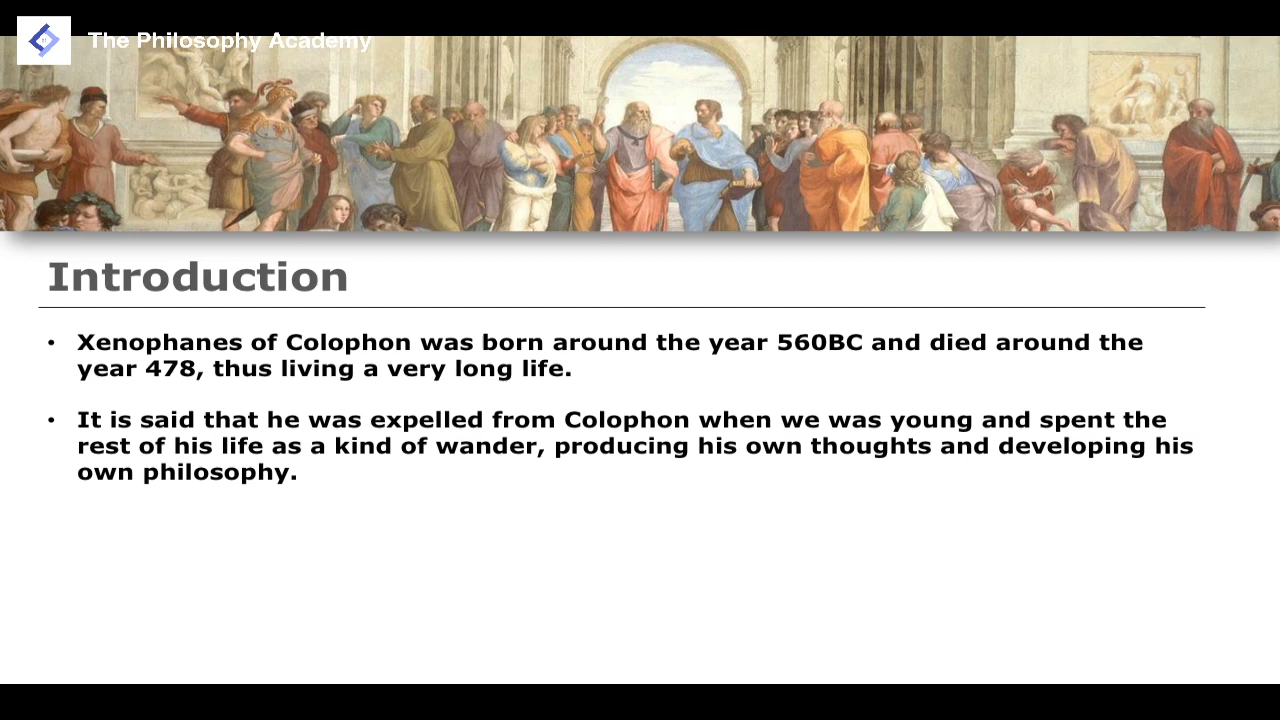 The Philosophy Academy
Introduction
• Xenophanes of Colophon was born around the year 560BC and died around the
year 478, thus living a very long life.
• It is said that he was expelled from Colophon when we was young and spent the
rest of his life as a kind of wander, producing his own thoughts and developing his
own philosophy.